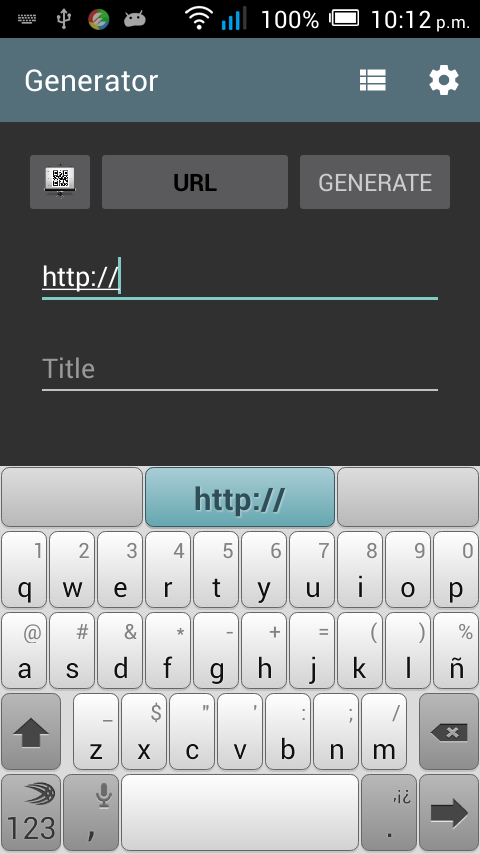 100% 10:12 p.m.
Generator
URL GENERATE
http://
Title
http://
1 2 3 4 5 6 7 8 9 0
q w e r t y u i o p
@ # & * - + = ( ) %
a s d f g h j k l ñ
_ $ " ' : ; /
z x c v b n m
,¡¿
123 , .